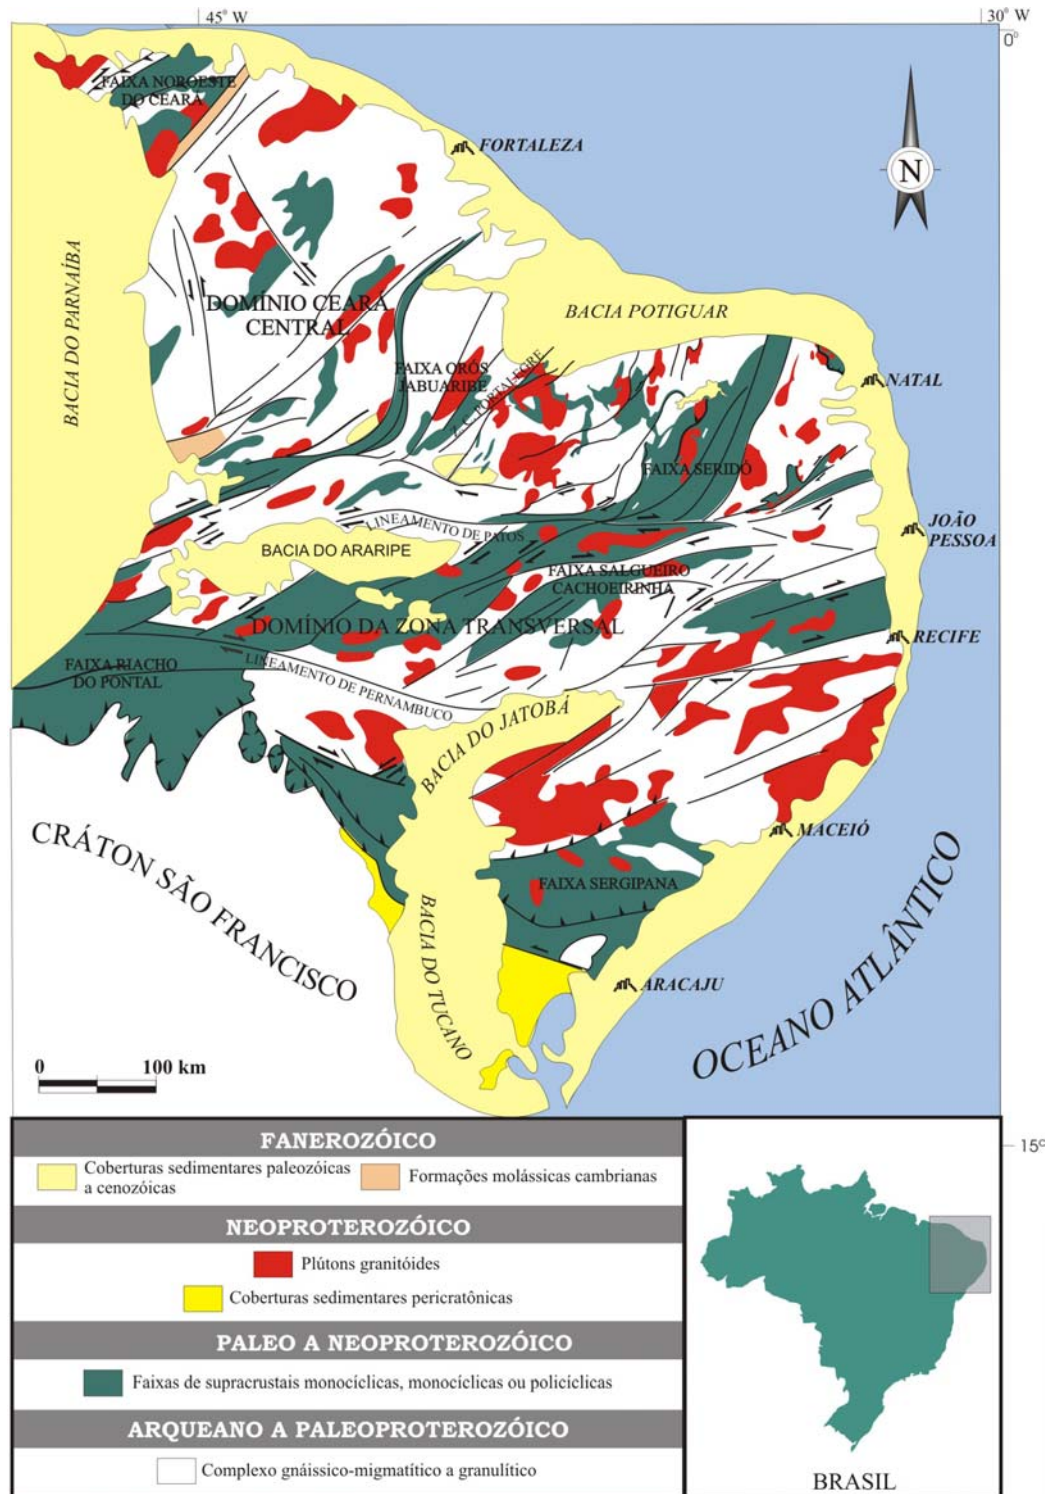 45° W
30° W
0°
FAIXA NOROESTE
DO CEARÁ
FORTALEZA
N
BACIA DO PARNAÍBA
DOMÍNIO CEARÁ
CENTRAL
BACIA POTIGUAR
FAIXA ORÓS
JABUARIBE
Z. C. PORTALEGRE
NATAL
FAIXA SERIDÓ
LINEAMENTO DE PATOS
JOÃO
PESSOA
BACIA DO ARARIPE
FAIXA SALGUEIRO
CACHOEIRINHA
DOMÍNIO DA ZONA TRANSVERSAL
RECIFE
FAIXA RIACHO
DO PONTAL
LINEAMENTO DE PERNAMBUCO
BACIA DO JATOBÁ
MACEIÓ
CRÁTON SÃO FRANCISCO
FAIXA SERGIPANA
BACIA DO TUCANO
ARACAJU
OCEANO ATLÂNTICO
0 100 km
15°
FANEROZÓICO
Coberturas sedimentares paleozóicas
a cenozóicas
Formações molássicas cambrianas
NEOPROTEROZÓICO
Plútons granitóides
Coberturas sedimentares pericratônicas
PALEO A NEOPROTEROZÓICO
Faixas de supracrustais monocíclicas, monocíclicas ou policíclicas
ARQUEANO A PALEOPROTEROZÓICO
Complexo gnáissico-migmatítico a granulítico
BRASIL